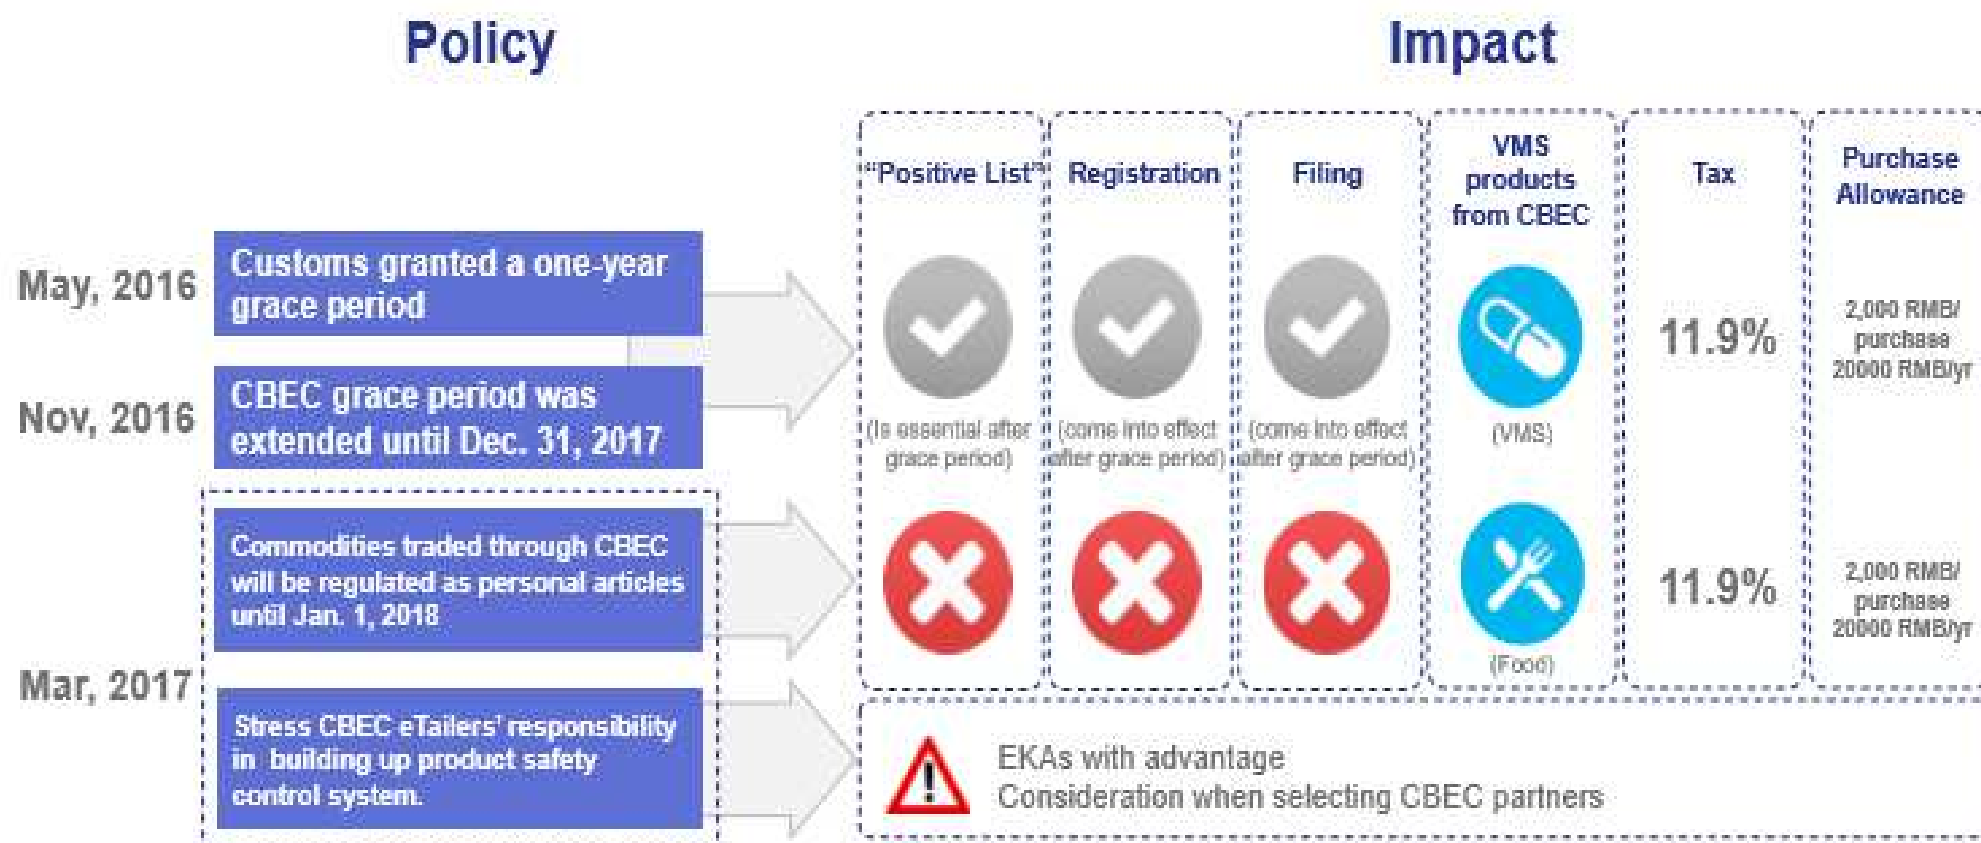 Policy
Impact
"Positive List"
Registration
Filing
VMS
products
from CBEC
Tax
Purchase
Allowance
May, 2016
Customs granted a one-year
grace period
Nov, 2016
CBEC grace period was
extended until Dec. 31, 2017
(Is essential after
grace period)
(come into effect
after grace period)
(come into effect
after grace period)
(VMS)
11.9%
2,000 RMB/
purchase
20000 RMB/yr
Mar, 2017
Commodities traded through CBEC
will be regulated as personal articles
until Jan. 1, 2018
(Food)
11.9%
2,000 RMB/
purchase
20000 RMB/yr
Stress CBEC eTailers' responsibility
in building up product safety
control system.
EKAs with advantage
Consideration when selecting CBEC partners